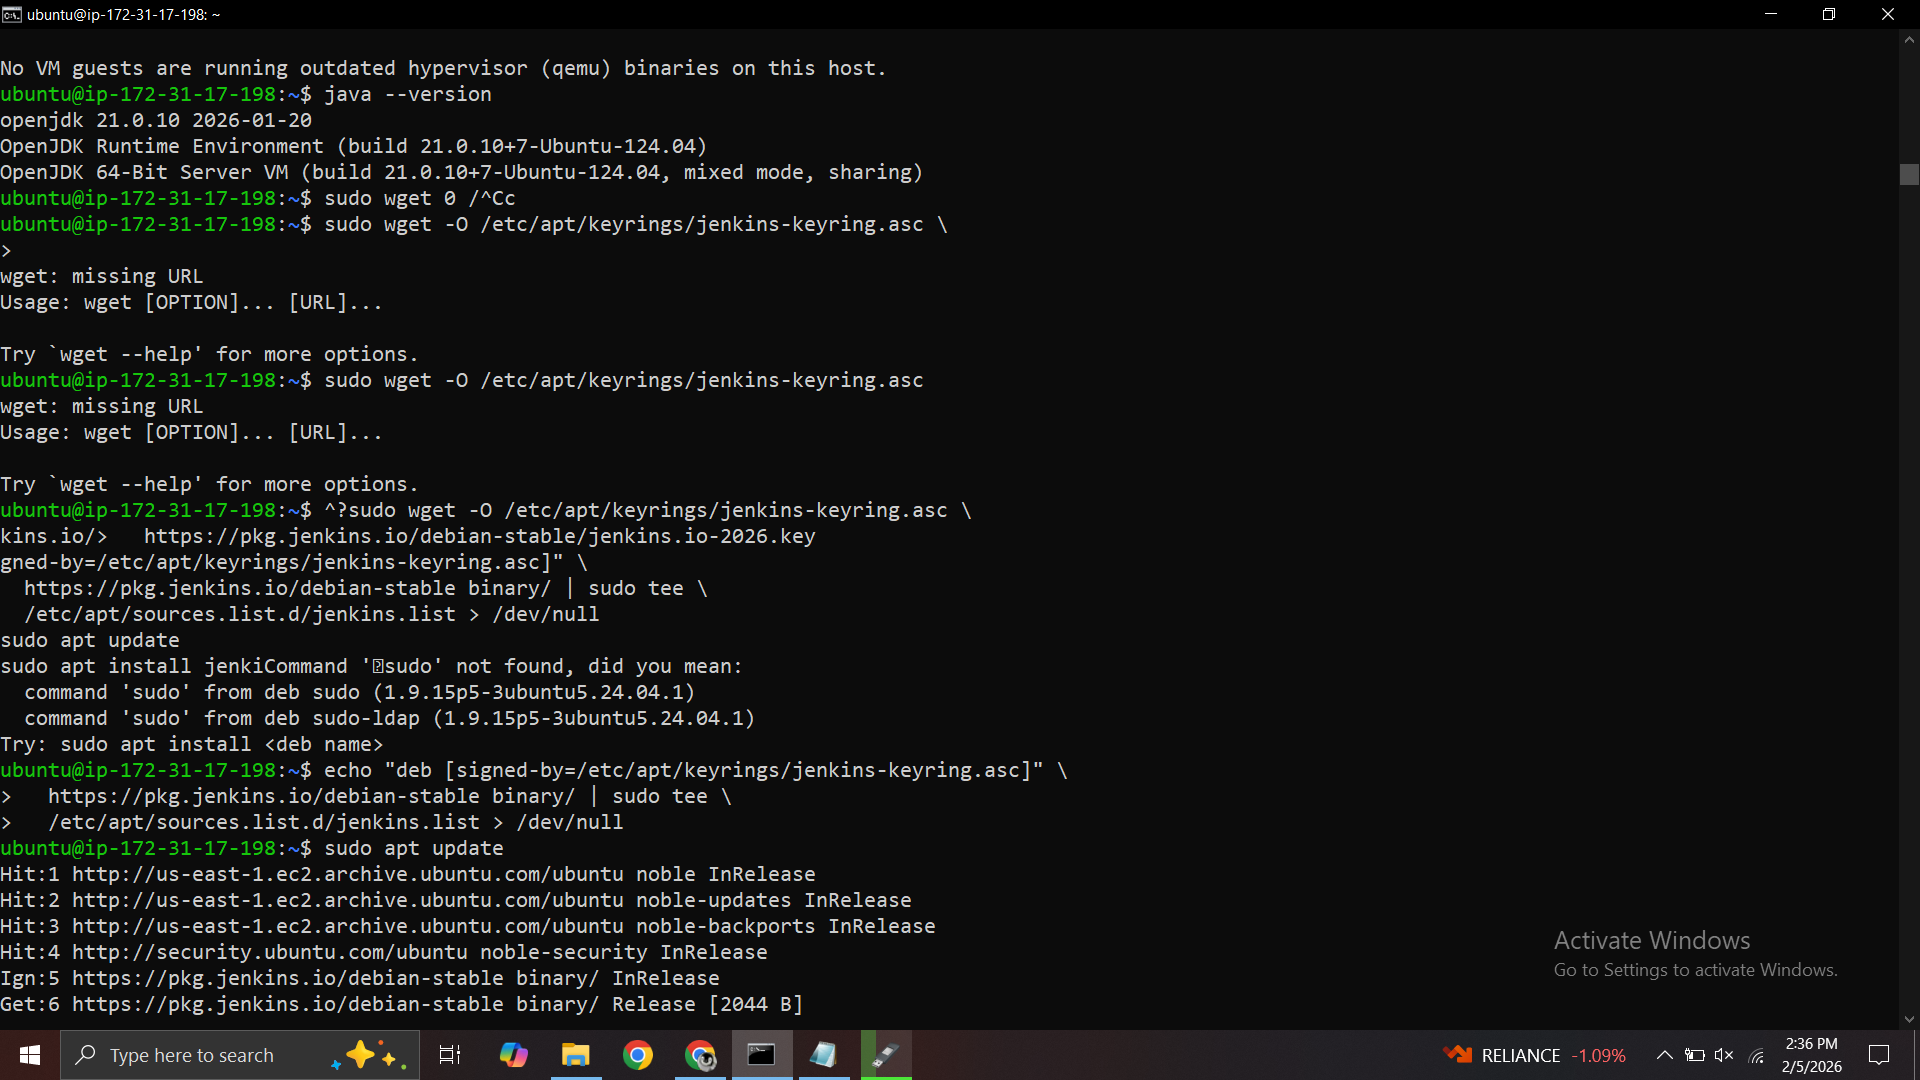 ubuntu@ip-172-31-17-198: ~
No VM guests are running outdated hypervisor (qemu) binaries on this host.
ubuntu@ip-172-31-17-198:~$ java --version
openjdk 21.0.10 2026-01-20
OpenJDK Runtime Environment (build 21.0.10+7-Ubuntu-124.04)
OpenJDK 64-Bit Server VM (build 21.0.10+7-Ubuntu-124.04, mixed mode, sharing)
ubuntu@ip-172-31-17-198:~$ sudo wget 0 /^Cc
ubuntu@ip-172-31-17-198:~$ sudo wget -O /etc/apt/keyrings/jenkins-keyring.asc \
>
wget: missing URL
Usage: wget [OPTION]... [URL]...
Try `wget --help' for more options.
ubuntu@ip-172-31-17-198:~$ sudo wget -O /etc/apt/keyrings/jenkins-keyring.asc
wget: missing URL
Usage: wget [OPTION]... [URL]...
Try `wget --help' for more options.
ubuntu@ip-172-31-17-198:~$ ^?sudo wget -O /etc/apt/keyrings/jenkins-keyring.asc \
kins.io/>   https://pkg.jenkins.io/debian-stable/jenkins.io-2026.key
gned-by=/etc/apt/keyrings/jenkins-keyring.asc]" \
  https://pkg.jenkins.io/debian-stable binary/ | sudo tee \
  /etc/apt/sources.list.d/jenkins.list > /dev/null
sudo apt update
sudo apt install jenkiCommand '�sudo' not found, did you mean:
  command 'sudo' from deb sudo (1.9.15p5-3ubuntu5.24.04.1)
  command 'sudo' from deb sudo-ldap (1.9.15p5-3ubuntu5.24.04.1)
Try: sudo apt install <deb name>
ubuntu@ip-172-31-17-198:~$ echo "deb [signed-by=/etc/apt/keyrings/jenkins-keyring.asc]" \
>   https://pkg.jenkins.io/debian-stable binary/ | sudo tee \
>   /etc/apt/sources.list.d/jenkins.list > /dev/null
ubuntu@ip-172-31-17-198:~$ sudo apt update
Hit:1 http://us-east-1.ec2.archive.ubuntu.com/ubuntu noble InRelease
Hit:2 http://us-east-1.ec2.archive.ubuntu.com/ubuntu noble-updates InRelease
Hit:3 http://us-east-1.ec2.archive.ubuntu.com/ubuntu noble-backports InRelease
Hit:4 http://security.ubuntu.com/ubuntu noble-security InRelease
Ign:5 https://pkg.jenkins.io/debian-stable binary/ InRelease
Get:6 https://pkg.jenkins.io/debian-stable binary/ Release [2044 B]
Activate Windows
Go to Settings to activate Windows.
Type here to search
RELIANCE -1.09%
2:36 PM
2/5/2026